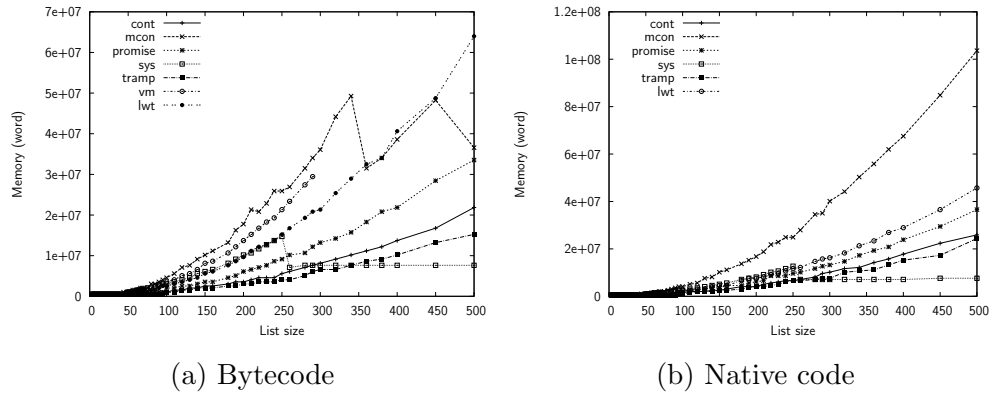 7e+07
6e+07
5e+07
4e+07
3e+07
2e+07
1e+07
0
Memory (word)
cont
mcon
promise
sys
tramp
vm
lwt
0 50 100 150 200 250 300 350 400 450 500
List size
(a) Bytecode
1.2e+08
1e+08
8e+07
6e+07
4e+07
2e+07
0
Memory (word)
cont
mcon
promise
sys
tramp
lwt
0 50 100 150 200 250 300 350 400 450 500
List size
(b) Native code